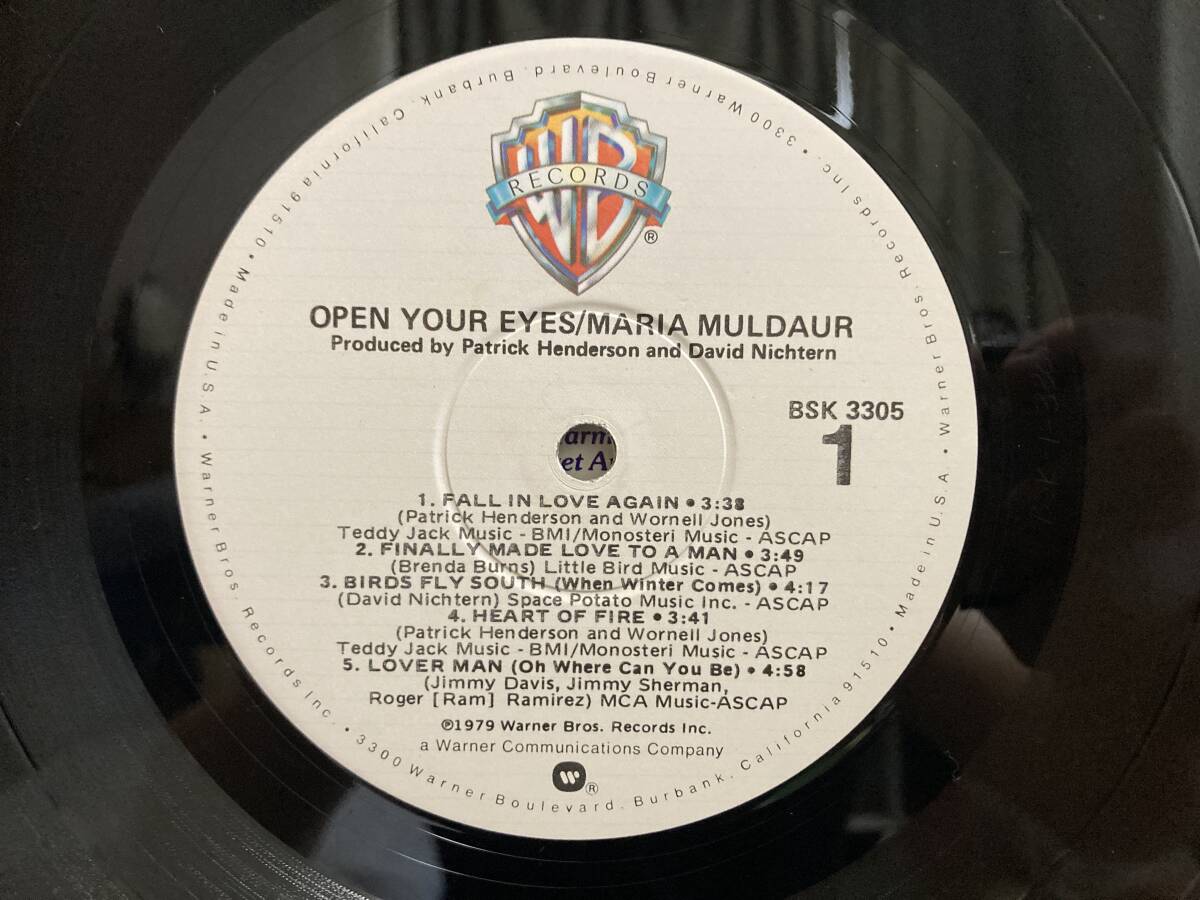 WB
RECORDS
®
OPEN YOUR EYES/MARIA MULDAUR
Produced by Patrick Henderson and David Nichtern
BSK 3305
1
arm
et A
1. FALL IN LOVE AGAIN • 3:38
(Patrick Henderson and Wornell Jones)
Teddy Jack Music - BMI/Monosteri Music - ASCAP
2. FINALLY MADE LOVE TO A MAN • 3:49
(Brenda Burns) Little Bird Music - ASCAP
3. BIRDS FLY SOUTH (When Winter Comes) • 4:17
(David Nichtern) Space Potato Music Inc. - ASCAP
4. HEART OF FIRE • 3:41
(Patrick Henderson and Wornell Jones)
Teddy Jack Music - BMI/Monosteri Music - ASCAP
5. LOVER MAN (Oh Where Can You Be) • 4:58
(Jimmy Davis, Jimmy Sherman,
Roger [Ram] Ramirez) MCA Music-ASCAP
℗1979 Warner Bros. Records Inc.
a Warner Communications Company
®
Made in U.S.A. • Warner Bros. Records Inc. • 3300 Warner Boulevard. Burbank. California 91510 • Made in U.S.A. • Warner Bros. Records Inc. • 3300 Warner Boulevard. Burbank. California 91510 •